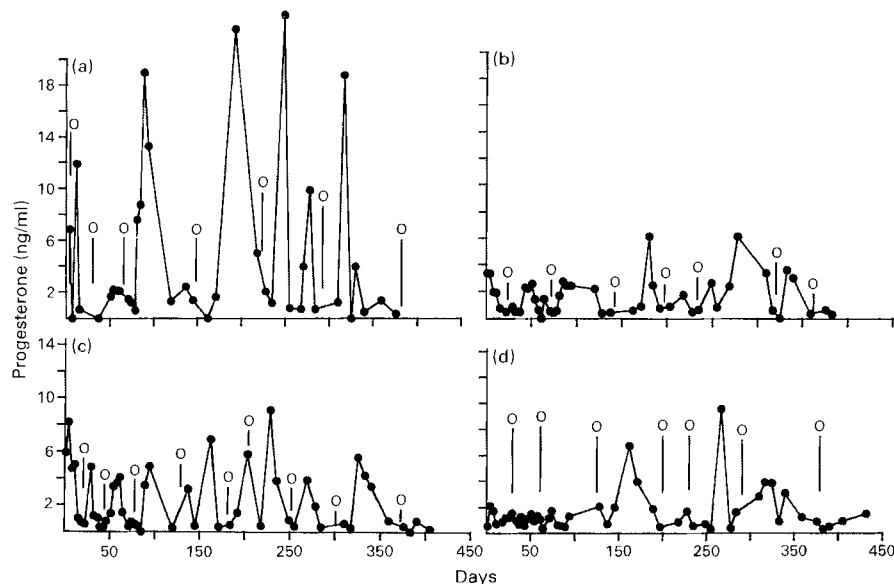 (a)
(b)
18
14
10
6
2
O O O O O O O
O O O O O O O
Progesterone (ng/ml)
(c)
(d)
14
10
6
2
O O O O O O O O
O O O O O O O
50 150 250 350 450
50 150 250 350 450
Days